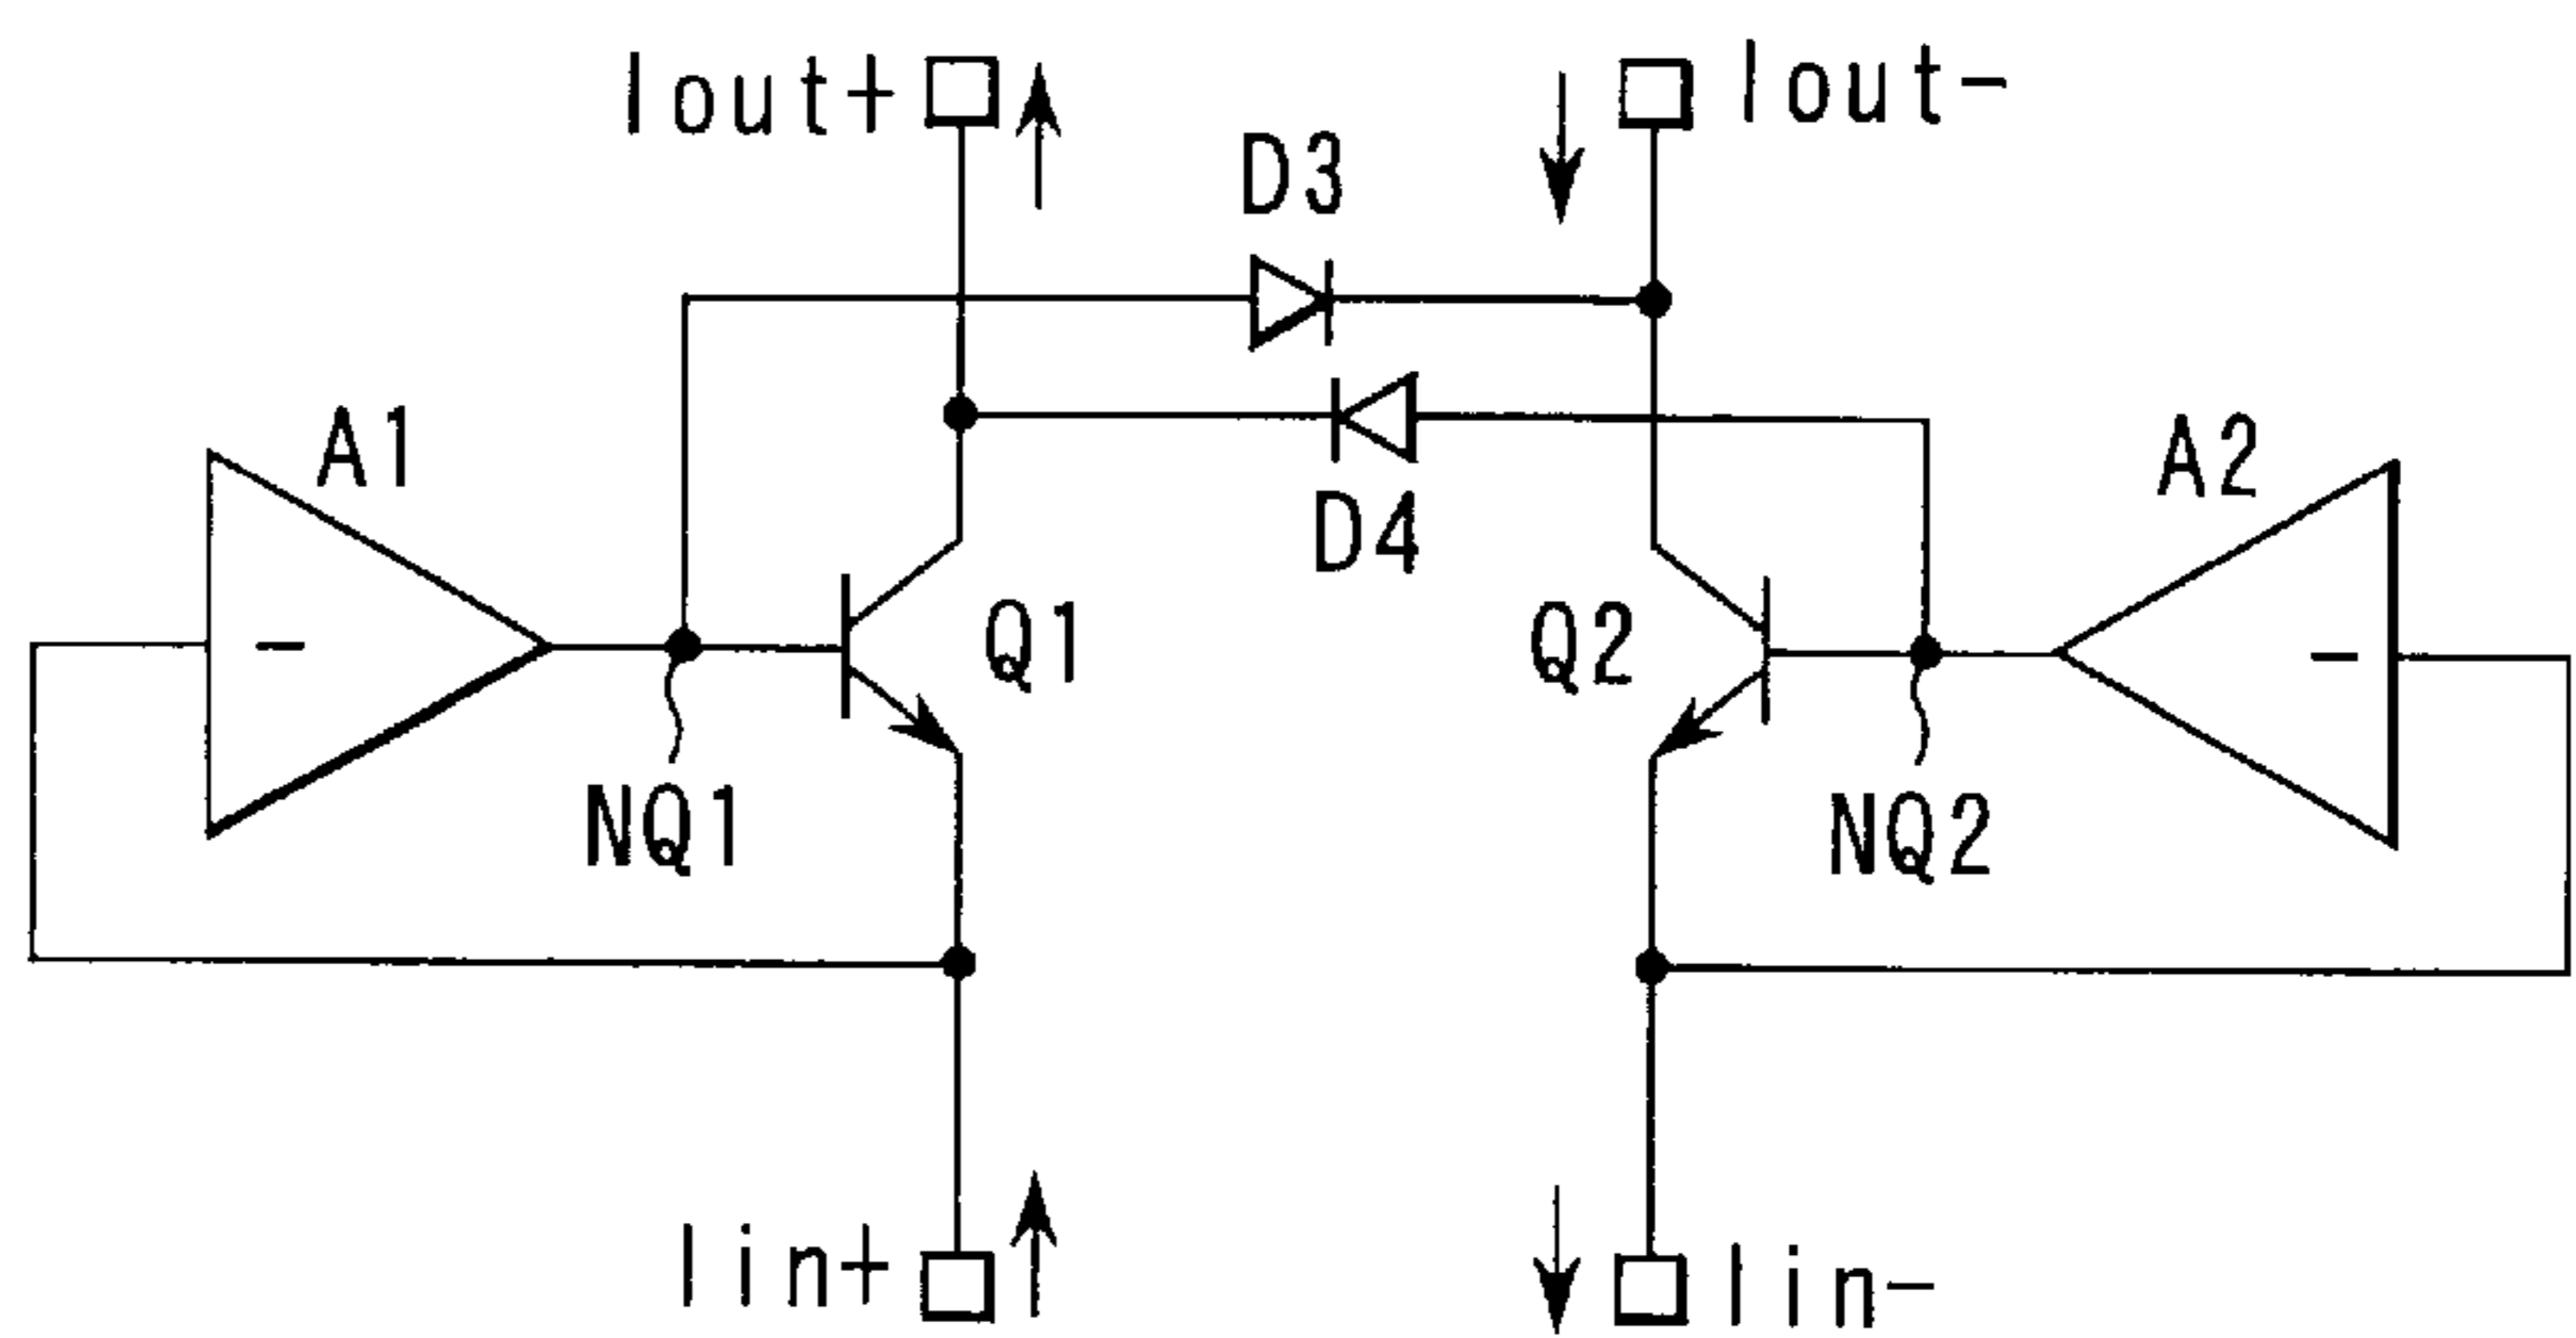 Iout+
Iout-
D3
A1
A2
D4
Q1
Q2
-
-
NQ1
NQ2
Iin+
Iin-